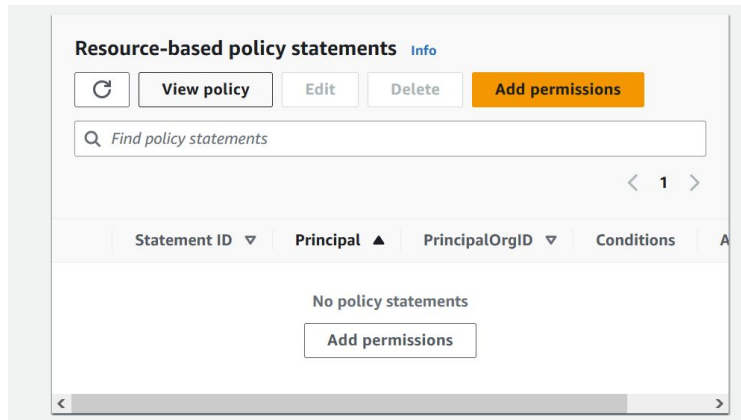 Resource-based policy statements Info
View policy Edit Delete Add permissions
Find policy statements
1
Statement ID Principal PrincipalOrgID Conditions A
No policy statements
Add permissions